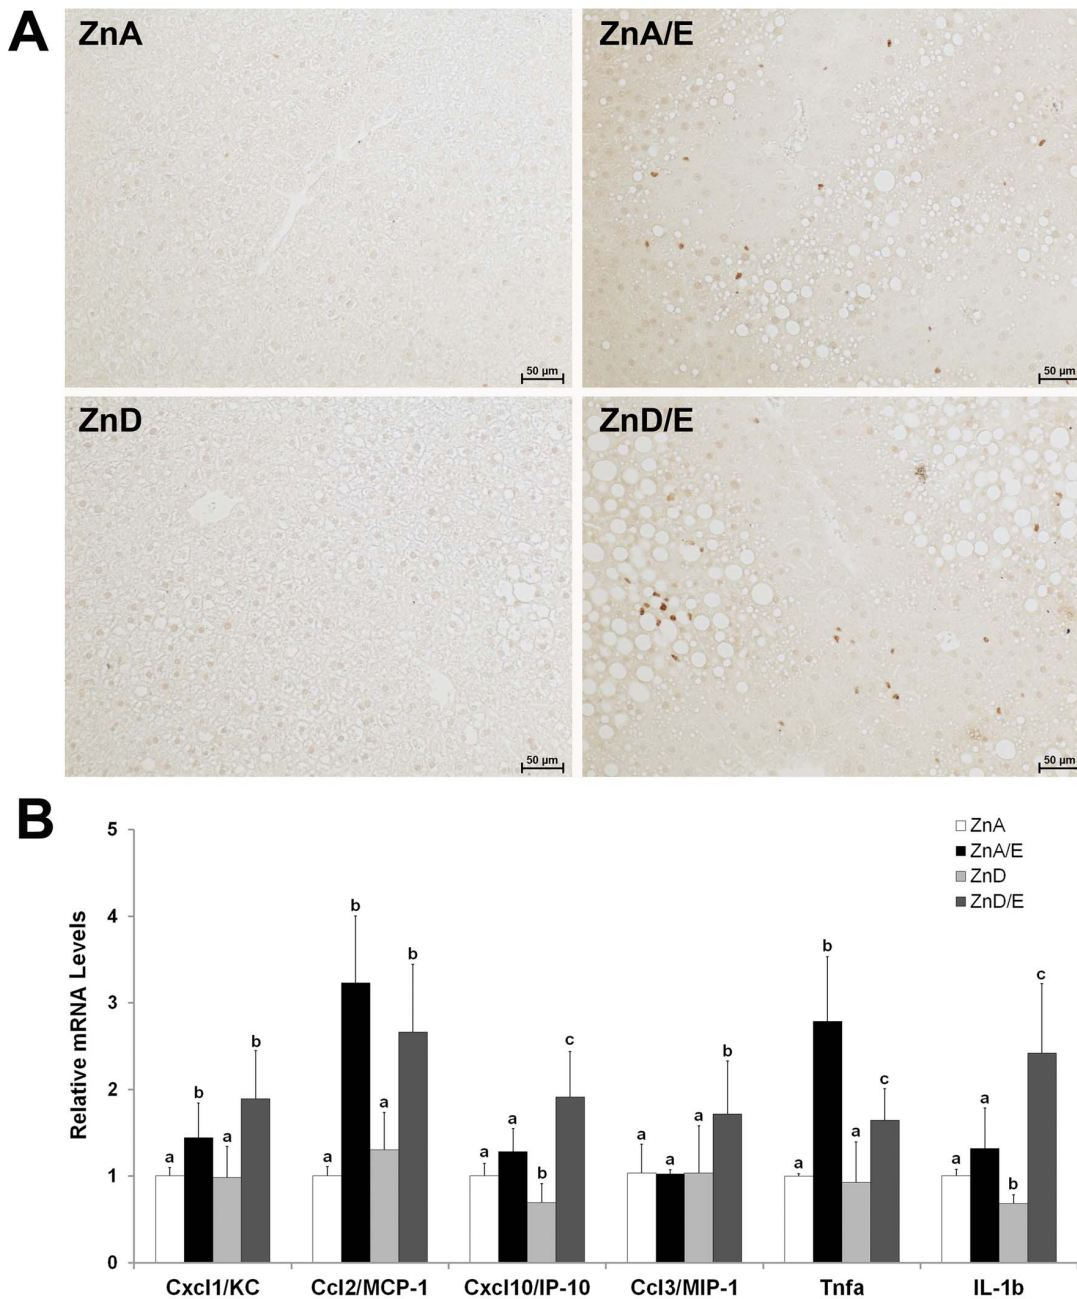 A
ZnA
ZnA/E
50 µm
50 µm
ZnD
ZnD/E
50 µm
50 µm
B
Relative mRNA Levels
5
4
3
2
1
0
ZnA
ZnA/E
ZnD
ZnD/E
a b a b
a b a b
a a b c
a a a b
a b a c
a a b c
Cxcl1/KC Ccl2/MCP-1 Cxcl10/IP-10 Ccl3/MIP-1 Tnfa IL-1b